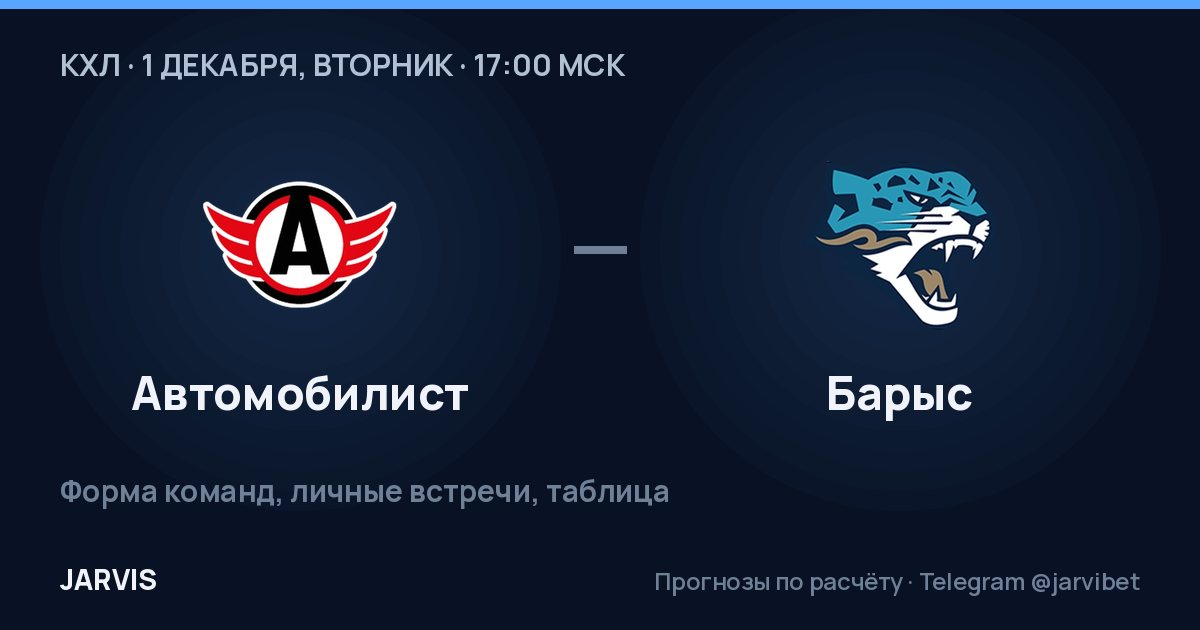 КХЛ · 1 ДЕКАБРЯ, ВТОРНИК · 17:00 МСК
А
Автомобилист
Барыс
Форма команд, личные встречи, таблица
JARVIS
Прогнозы по расчёту · Telegram @jarvibet